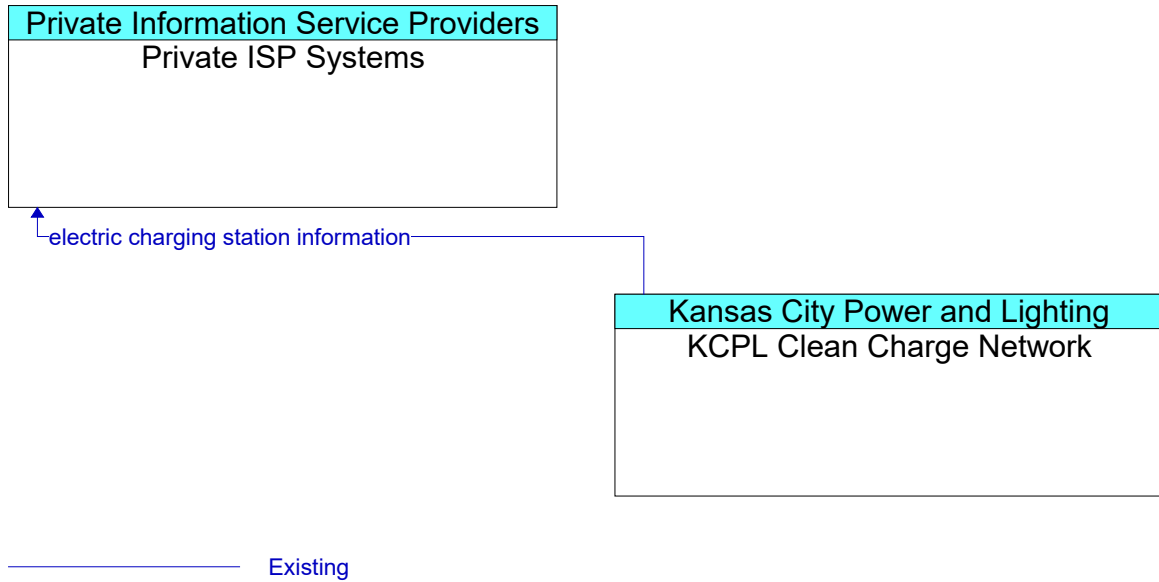 Private Information Service Providers
Private ISP Systems
electric charging station information
Kansas City Power and Lighting
KCPL Clean Charge Network
Existing